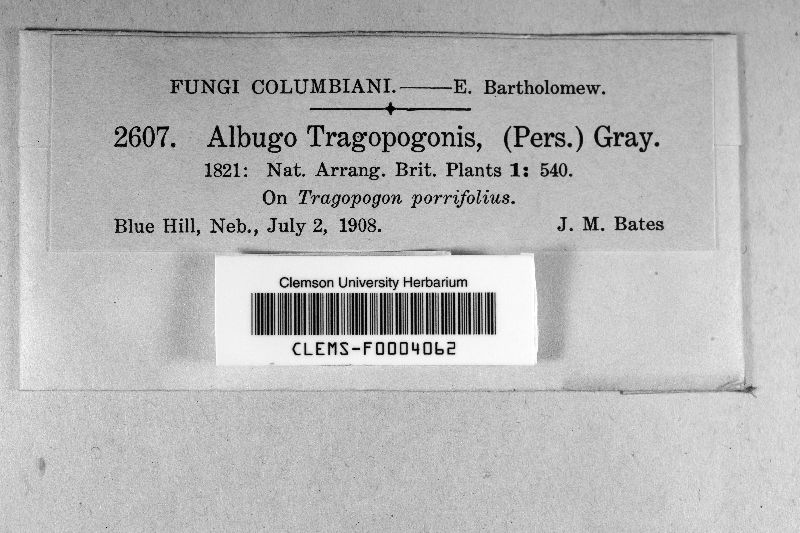 FUNGI COLUMBIANI.——E. Bartholomew.
2607. Albugo Tragopogonis, (Pers.) Gray.
1821: Nat. Arrang. Brit. Plants 1: 540.
On Tragopogon porrifolius.
Blue Hill, Neb., July 2, 1908. J. M. Bates
Clemson University Herbarium
CLEMS-F0004062